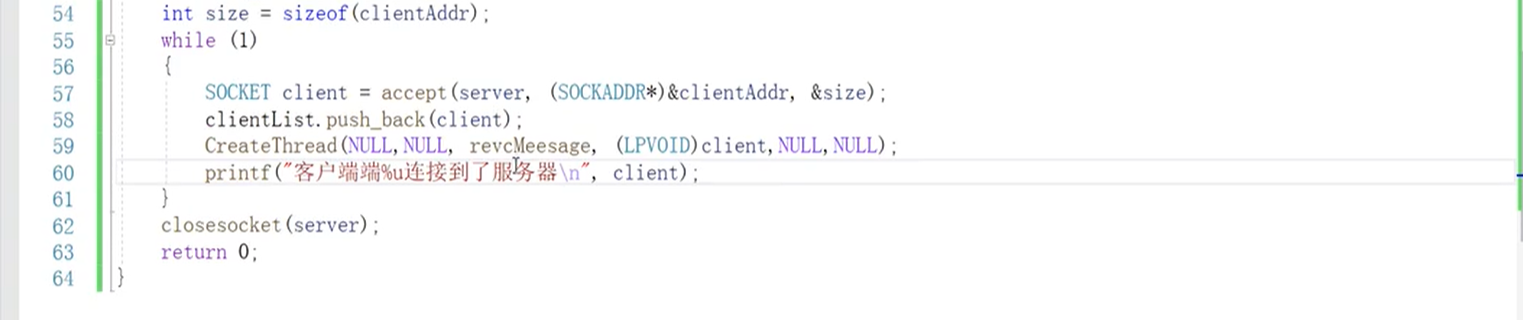 54 int size = sizeof(clientAddr);
55 while (1)
56 {
57 SOCKET client = accept(server, (SOCKADDR*)&clientAddr, &size);
58 clientList.push_back(client);
59 CreateThread(NULL,NULL, revcMeesage, (LPVOID)client,NULL,NULL);
60 printf("客户端端%u连接到了服务器\n", client);
61 }
62 closesocket(server);
63 return 0;
64 }